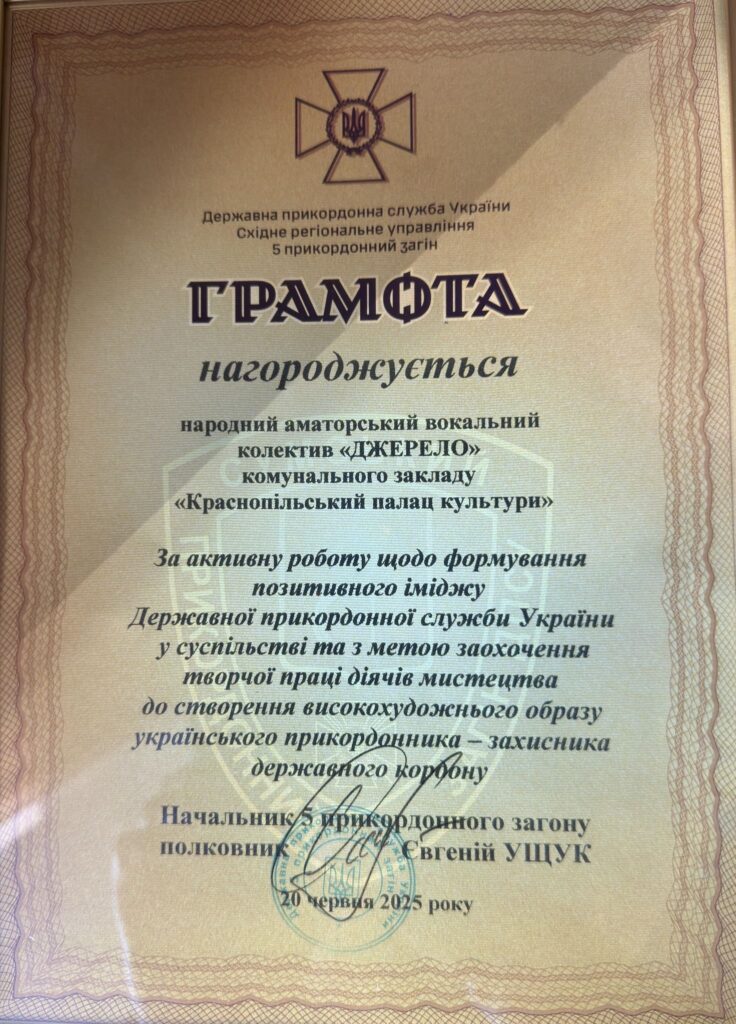 Державна прикордонна служба України
Східне регіональне управління
5 прикордонний загін
ГРАМОТА
нагороджується
народний аматорський вокальний
колектив «ДЖЕРЕЛО»
комунального закладу
«Краснопільський палац культури»
За активну роботу щодо формування
позитивного іміджу
Державної прикордонної служби України
у суспільстві та з метою заохочення
творчої праці діячів мистецтва
до створення високохудожнього образу
українського прикордонника – захисника
державного кордону
Начальник 5 прикордонного загону
полковник Євгеній УЩУК
20 червня 2025 року